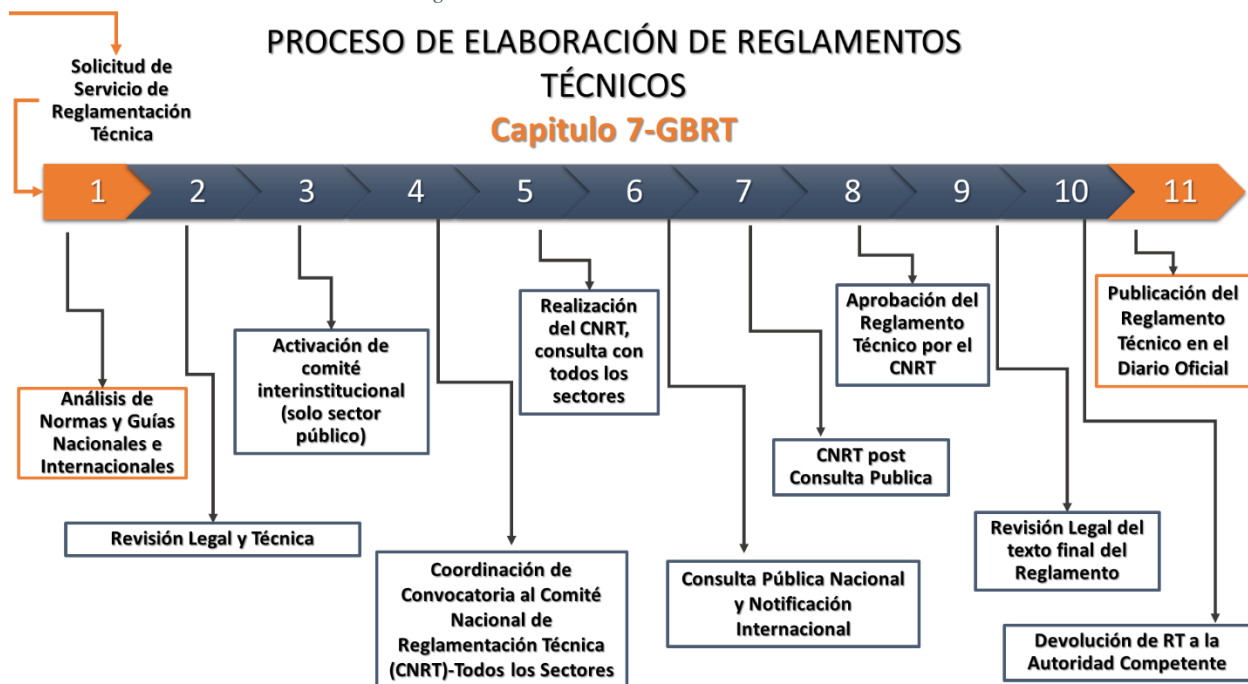 PROCESO DE ELABORACIÓN DE REGLAMENTOS
TÉCNICOS
Capitulo 7-GBRT
Solicitud de
Servicio de
Reglamentación
Técnica
1
2
3
4
5
6
7
8
9
10
11
Análisis de
Normas y Guías
Nacionales e
Internacionales
Revisión Legal y Técnica
Activación de
comité
interinstitucional
(solo sector
público)
Coordinación de
Convocatoria al Comité
Nacional de
Reglamentación Técnica
(CNRT)-Todos los Sectores
Realización
del CNRT,
consulta con
todos los
sectores
Consulta Pública Nacional
y Notificación
Internacional
CNRT post
Consulta Publica
Aprobación del
Reglamento
Técnico por el
CNRT
Revisión Legal del
texto final del
Reglamento
Devolución de RT a la
Autoridad Competente
Publicación del
Reglamento
Técnico en el
Diario Oficial